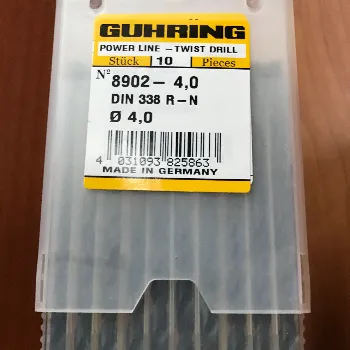 GUHRING
POWER LINE - TWIST DRILL
Stück 10 Pieces
Nº 8902 - 4,0
DIN 338 R-N
Ø 4,0
4 031093 825863
MADE IN GERMANY